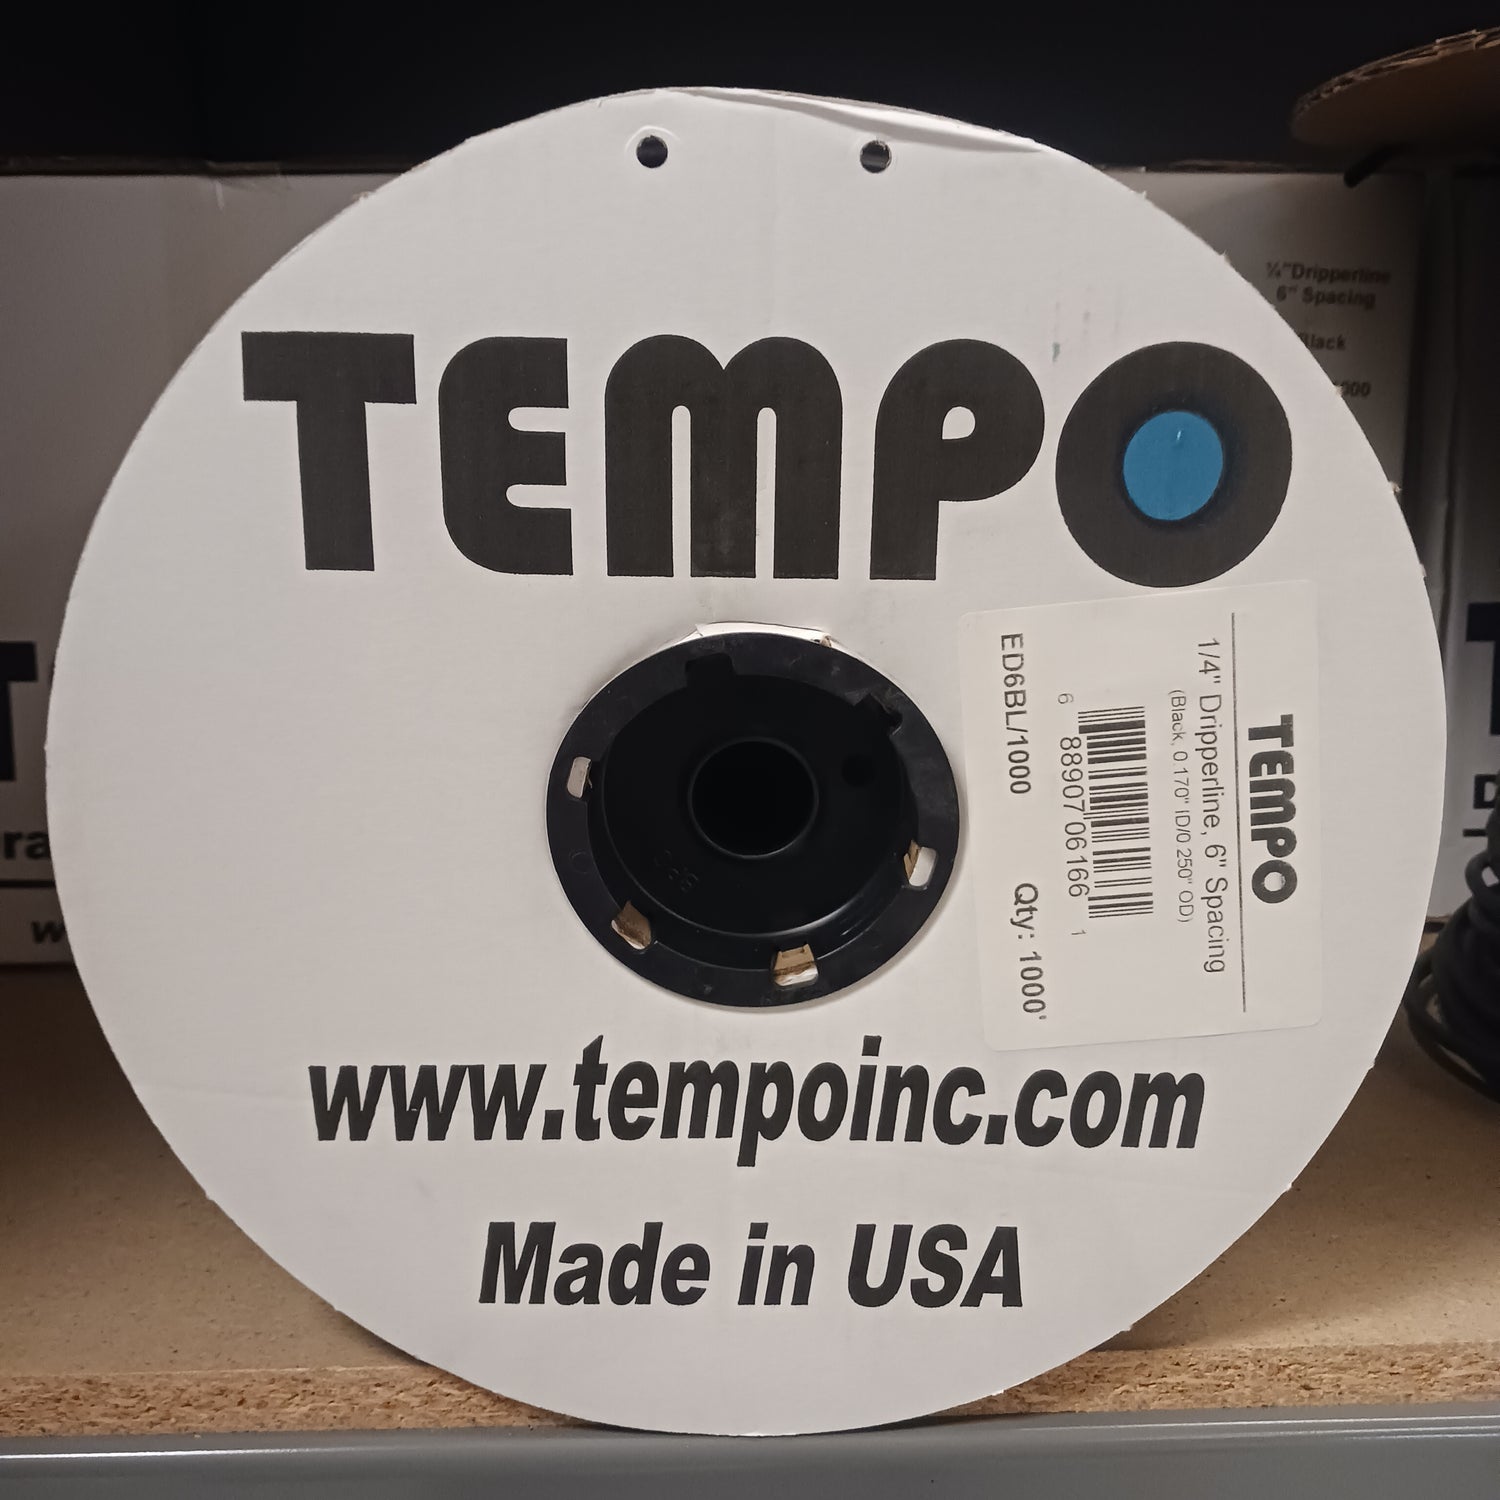 TEMPO
TEMPO
1/4" Dripperline, 6" Spacing
(Black, 0.170" ID/0.250" OD)
6 88907 06166 1
ED6BL/1000 Qty: 1000'
www.tempoinc.com
Made in USA
¼"Dripperline
6" Spacing
Black